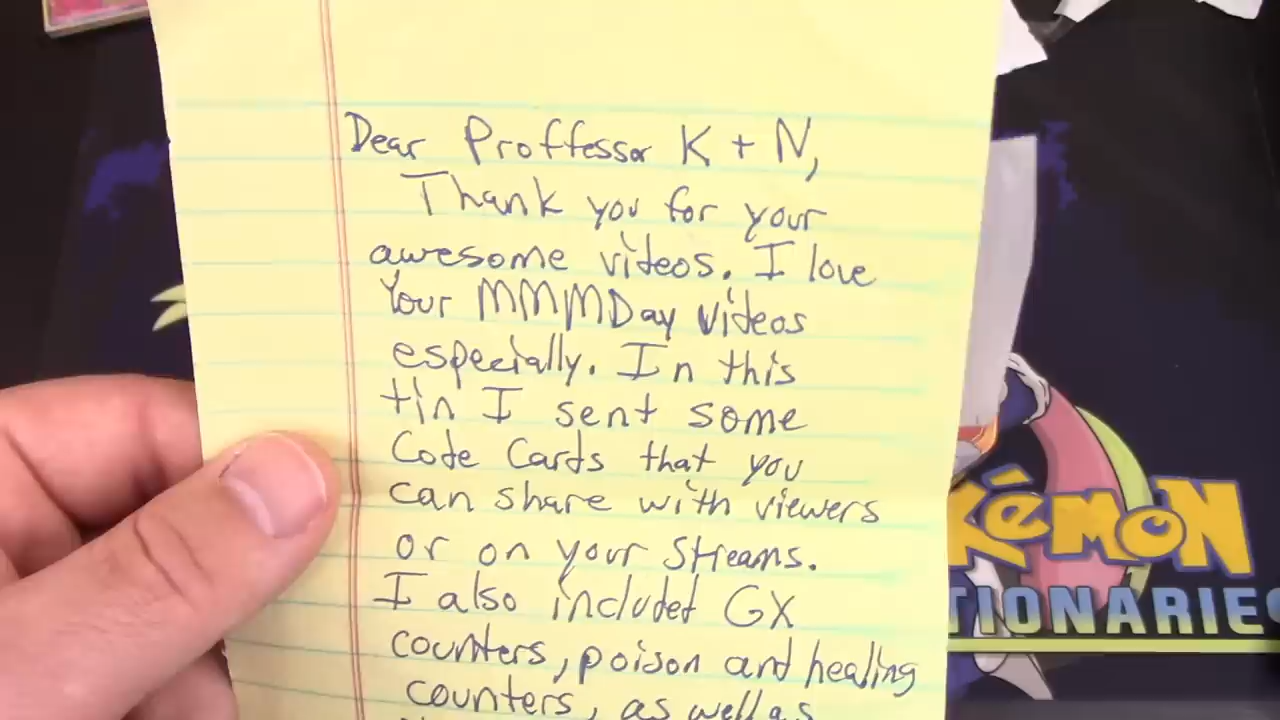 Dear Proffessor K + N,
Thank you for your
awesome videos. I love
Your MMMDay Videos
especially. In this
tin I sent some
Code Cards that you
can share with viewers
or on your Streams.
I also included GX
counters, poison and healing
counters, as well as
kéMON
TIONARIES